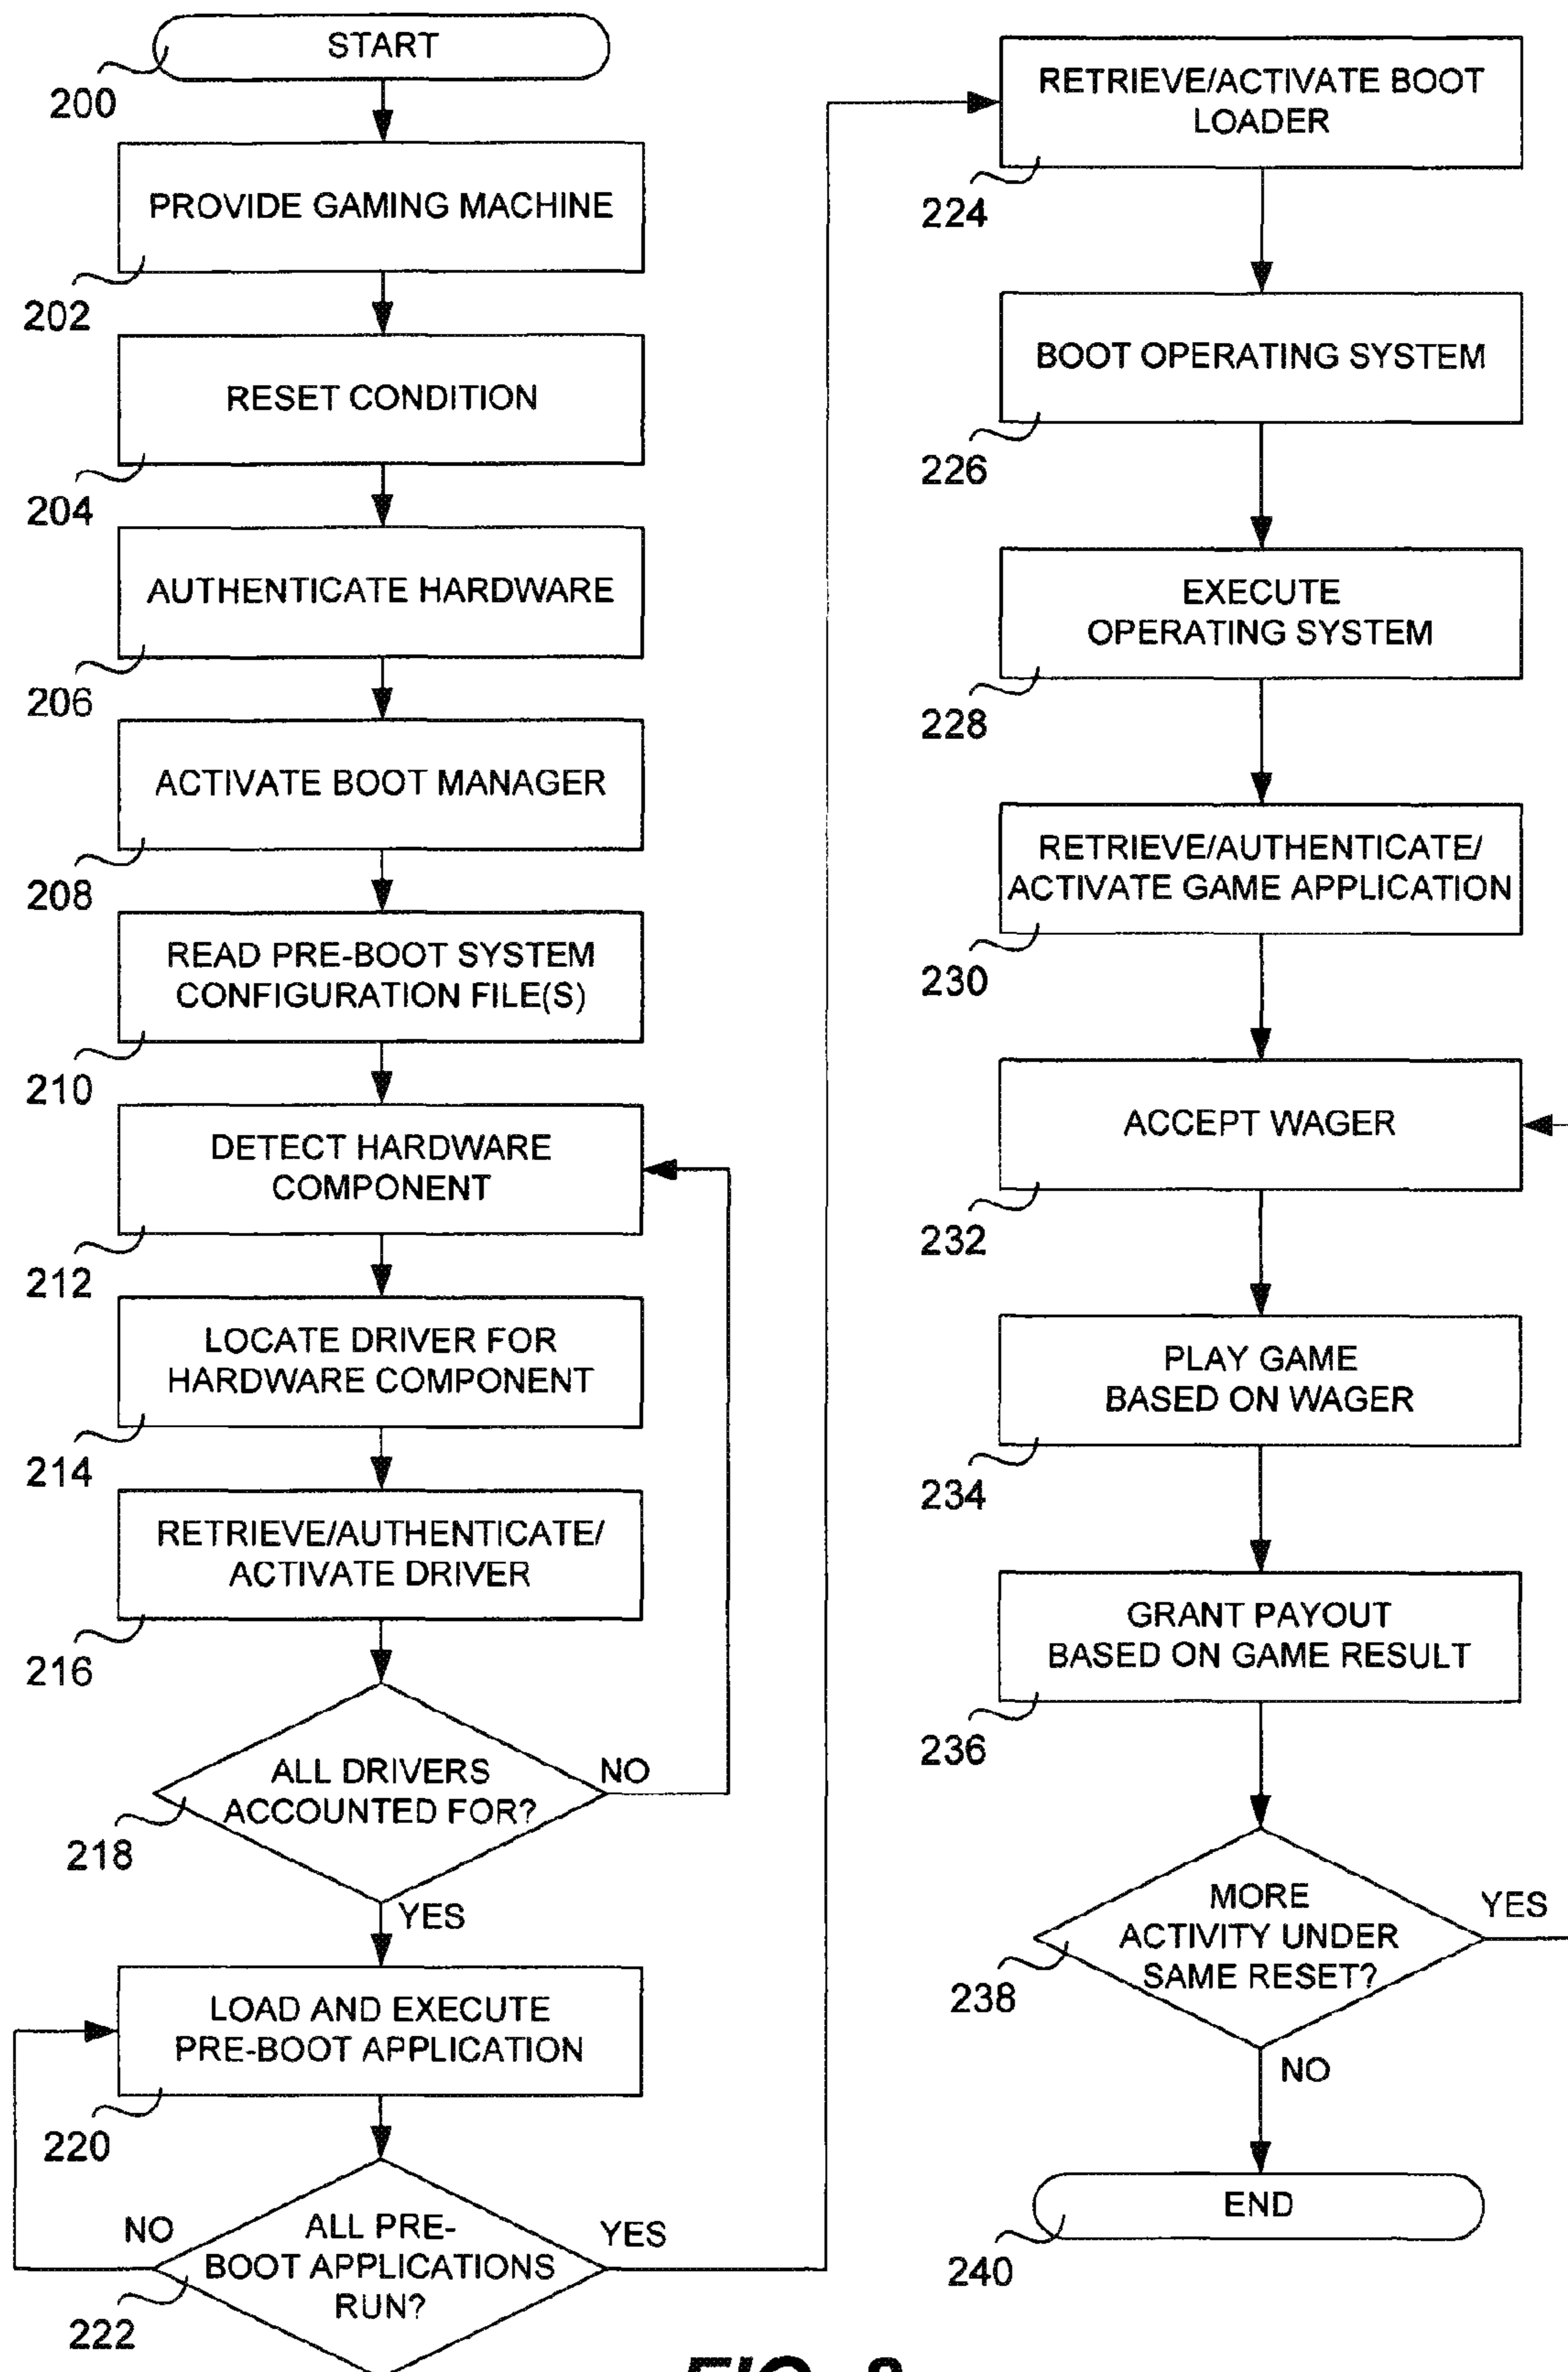 START
200
PROVIDE GAMING MACHINE
202
RESET CONDITION
204
AUTHENTICATE HARDWARE
206
ACTIVATE BOOT MANAGER
208
READ PRE-BOOT SYSTEM
CONFIGURATION FILE(S)
210
DETECT HARDWARE
COMPONENT
212
LOCATE DRIVER FOR
HARDWARE COMPONENT
214
RETRIEVE/AUTHENTICATE/
ACTIVATE DRIVER
216
ALL DRIVERS
ACCOUNTED FOR?
NO
218
YES
LOAD AND EXECUTE
PRE-BOOT APPLICATION
220
NO
ALL PRE-
BOOT APPLICATIONS
RUN?
YES
222
RETRIEVE/ACTIVATE BOOT
LOADER
224
BOOT OPERATING SYSTEM
226
EXECUTE
OPERATING SYSTEM
228
RETRIEVE/AUTHENTICATE/
ACTIVATE GAME APPLICATION
230
ACCEPT WAGER
232
PLAY GAME
BASED ON WAGER
234
GRANT PAYOUT
BASED ON GAME RESULT
236
MORE
ACTIVITY UNDER
SAME RESET?
YES
238
NO
END
240
FIG.